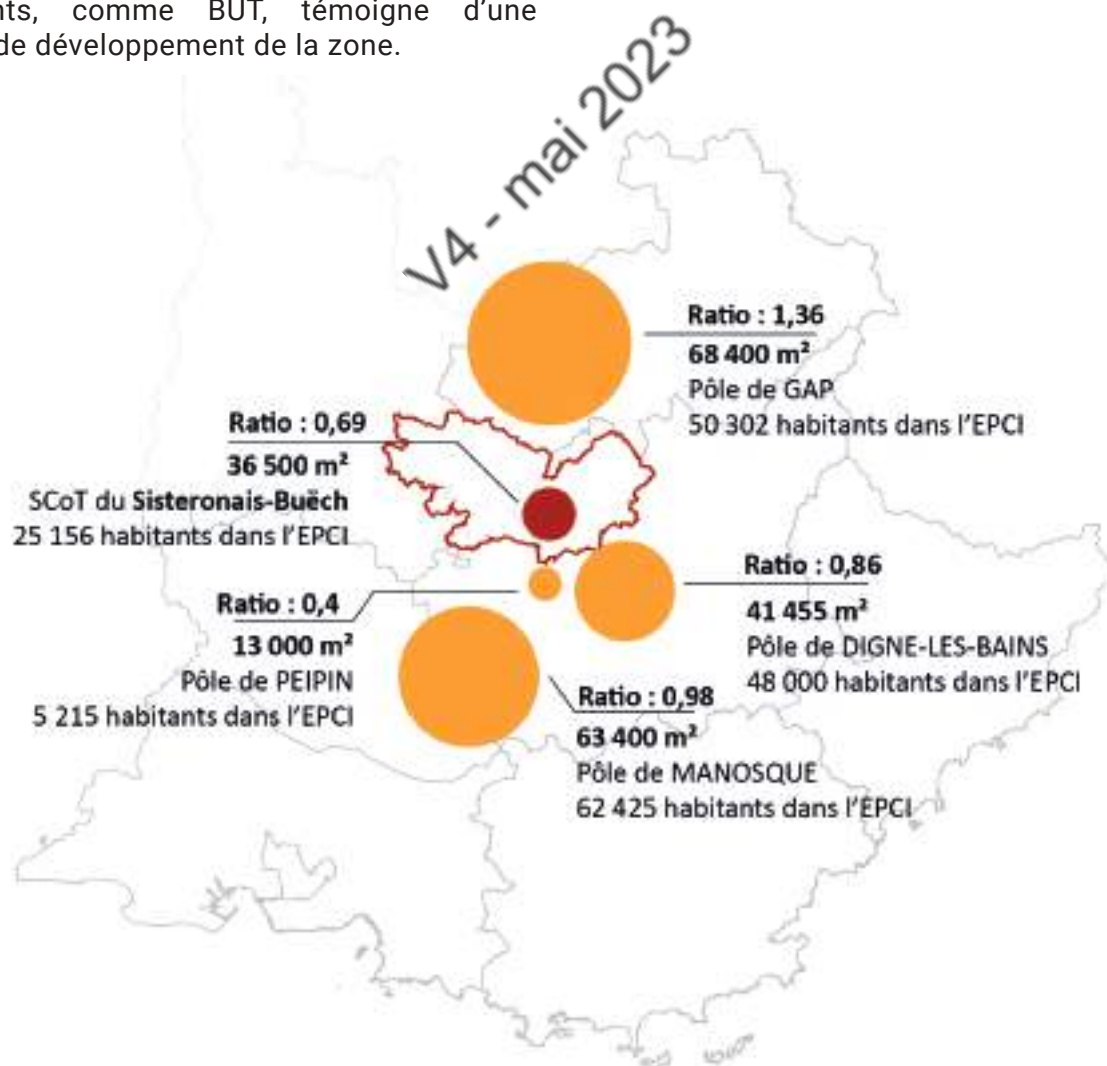 nts, comme BUT, témoigne d'une
de développement de la zone.
V4 - mai 2023
Ratio : 1,36
68 400 m²
Pôle de GAP
50 302 habitants dans l'EPCI
Ratio : 0,69
36 500 m²
SCoT du Sisteronais-Buëch
25 156 habitants dans l'EPCI
Ratio : 0,86
41 455 m²
Pôle de DIGNE-LES-BAINS
48 000 habitants dans l'EPCI
Ratio : 0,4
13 000 m²
Pôle de PEIPIN
5 215 habitants dans l'EPCI
Ratio : 0,98
63 400 m²
Pôle de MANOSQUE
62 425 habitants dans l'EPCI